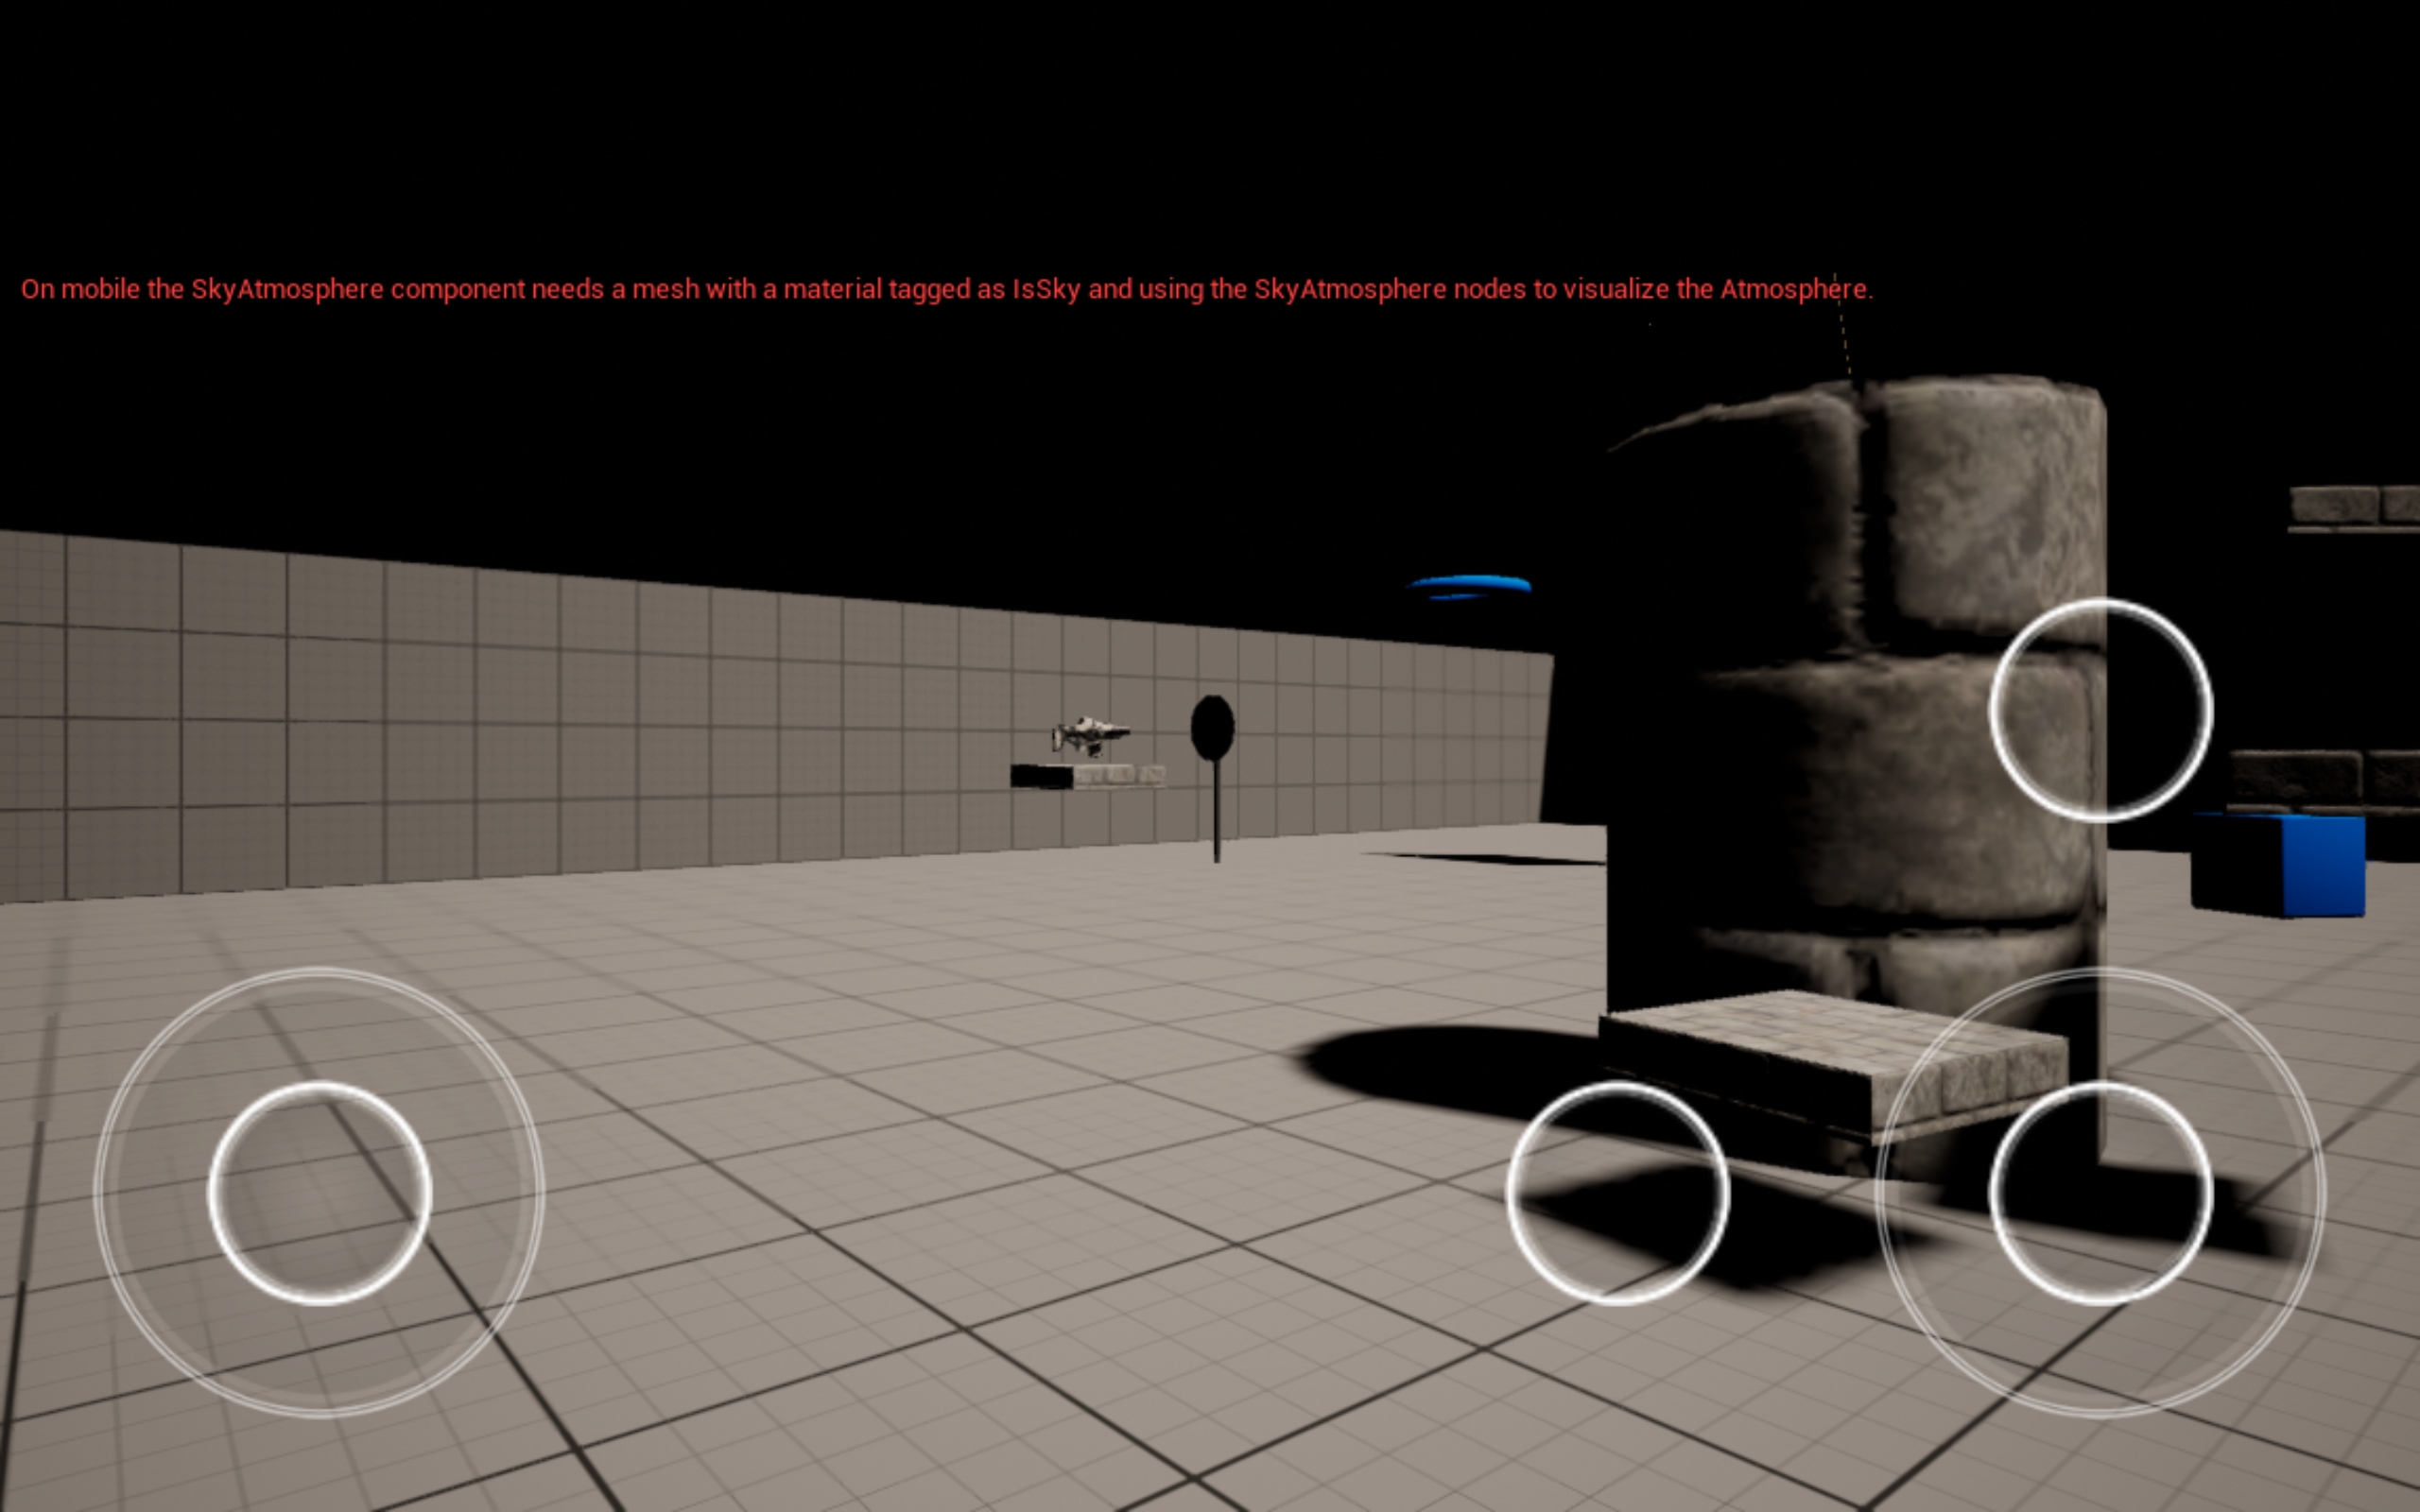 On mobile the SkyAtmosphere component needs a mesh with a material tagged as IsSky and using the SkyAtmosphere nodes to visualize the Atmosphere.